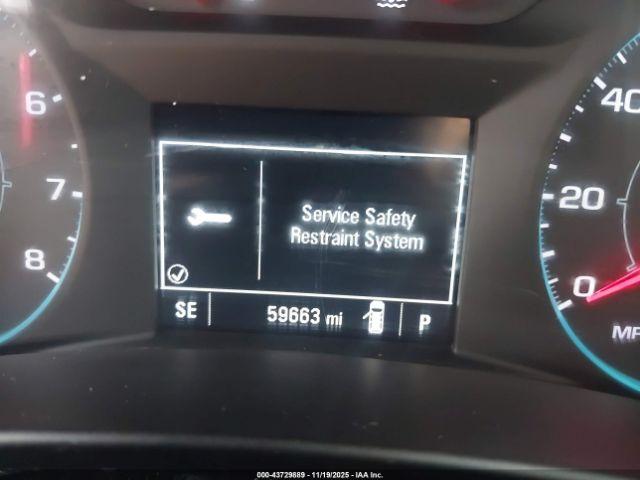 6
7
8
Service Safety
Restraint System
SE 59663 mi P
40
20
0
000-43729889 - 11/19/2025 - IAA Inc.